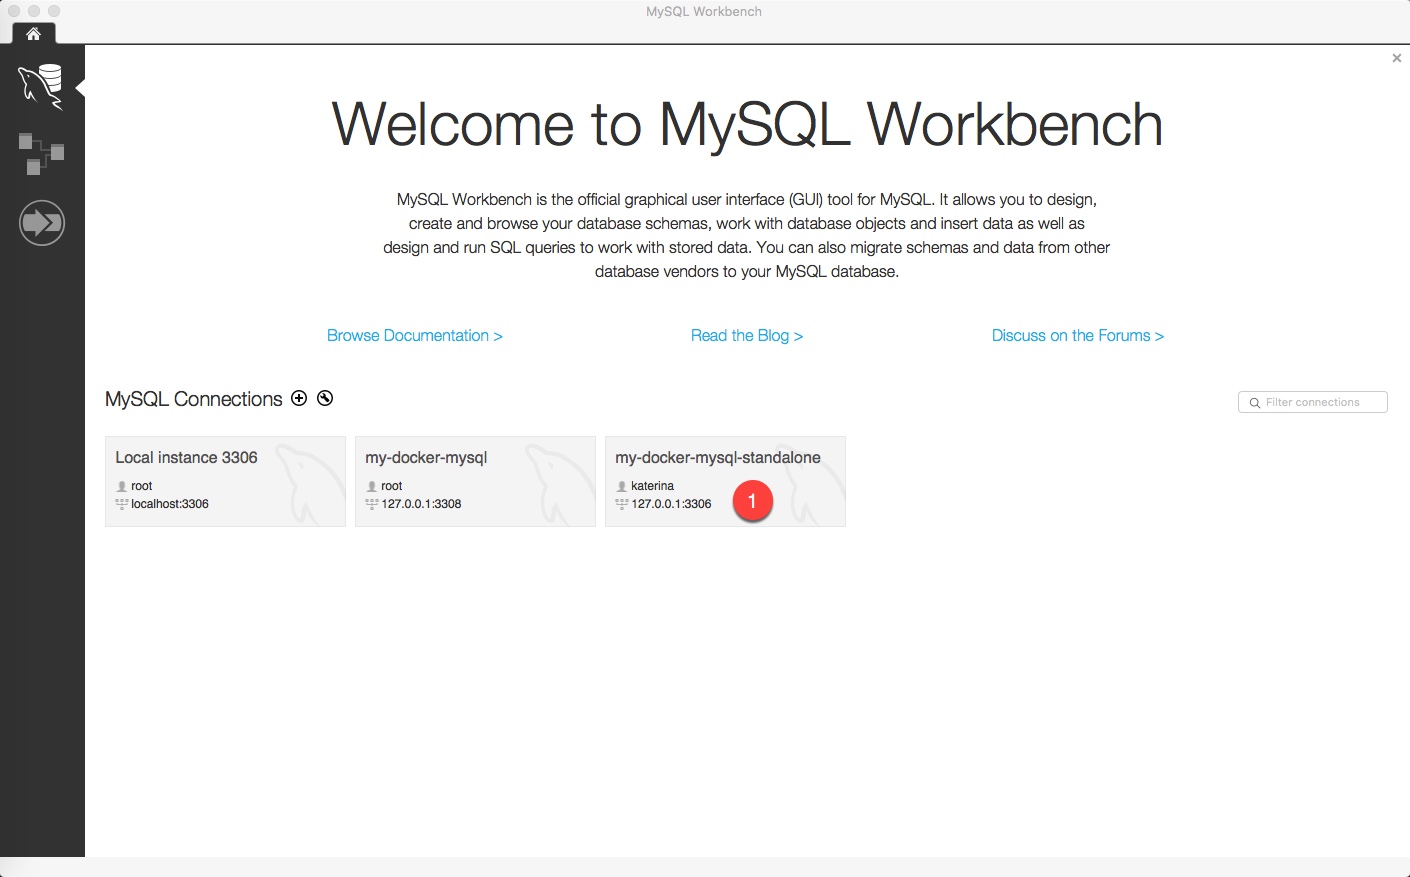 MySQL Workbench
Welcome to MySQL Workbench
MySQL Workbench is the official graphical user interface (GUI) tool for MySQL. It allows you to design,
create and browse your database schemas, work with database objects and insert data as well as
design and run SQL queries to work with stored data. You can also migrate schemas and data from other
database vendors to your MySQL database.
Browse Documentation >
Read the Blog >
Discuss on the Forums >
MySQL Connections
Filter connections
Local instance 3306
root
localhost:3306
my-docker-mysql
root
127.0.0.1:3308
my-docker-mysql-standalone
katerina
127.0.0.1:3306
1